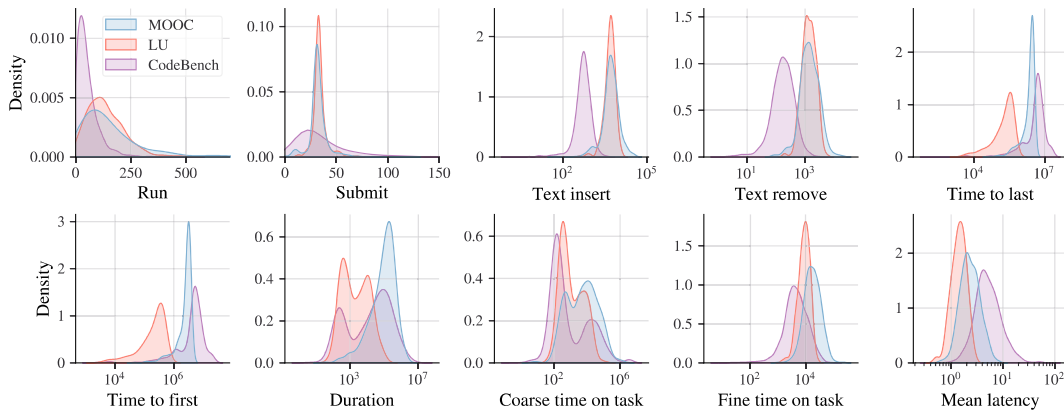 Density
0.010
0.005
0.000
0 250 500
Run
MOOC
LU
CodeBench
0.10
0.05
0.00
0 50 100 150
Submit
2
1
0
10^2 10^5
Text insert
1.5
1.0
0.5
0.0
10^1 10^3
Text remove
2
1
0
10^4 10^7
Time to last
Density
3
2
1
0
10^4 10^6
Time to first
0.6
0.4
0.2
0.0
10^3 10^7
Duration
0.6
0.4
0.2
0.0
10^2 10^6
Coarse time on task
1.5
1.0
0.5
0.0
10^2 10^4
Fine time on task
2
1
0
10^0 10^1 10^2
Mean latency